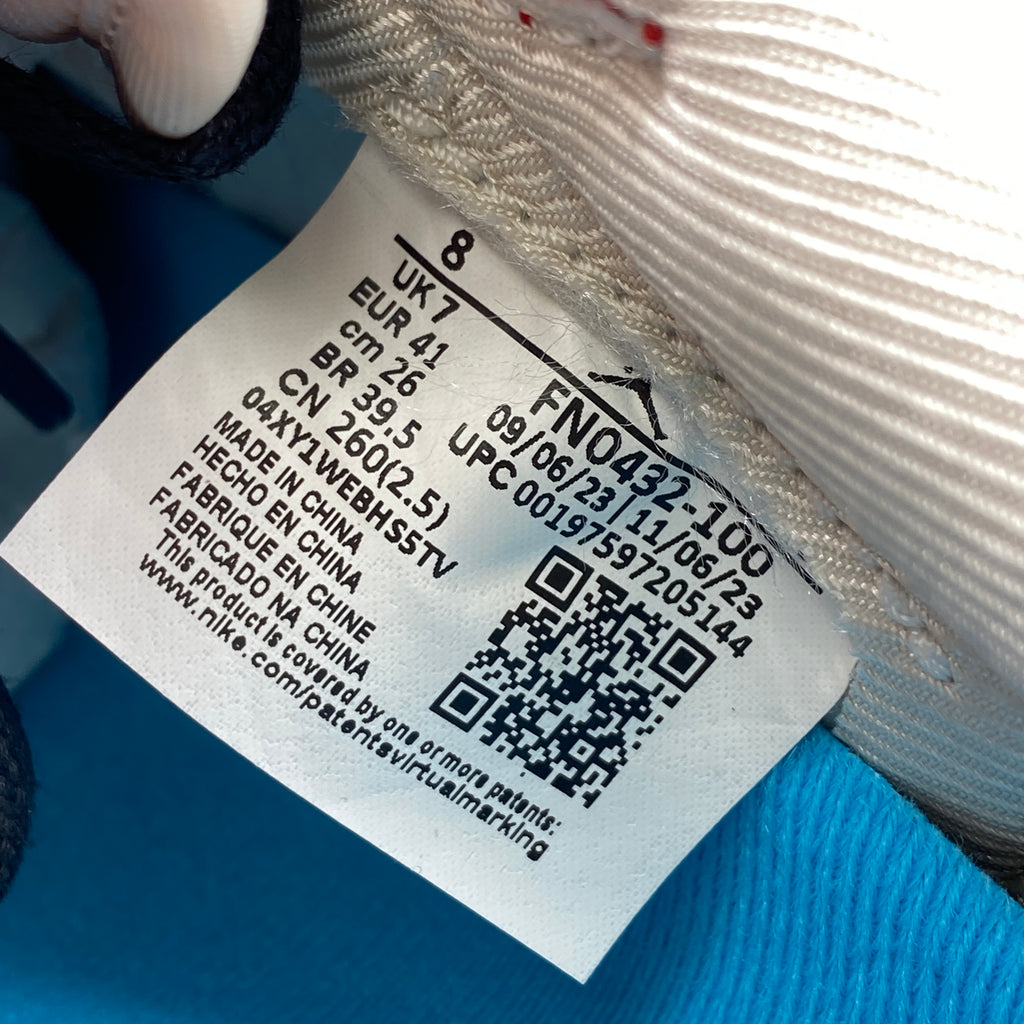 8
UK 7
EUR 41
cm 26
BR 39.5
CN 260(2.5)
04XY1WEBHS5TV
MADE IN CHINA
HECHO EN CHINA
FABRIQUE EN CHINE
FABRICADO NA CHINA
This product is covered by one or more patents:
www.nike.com/patentsvirtualmarking
FN0432-100
09/06/23|11/06/23
UPC 00197597205144